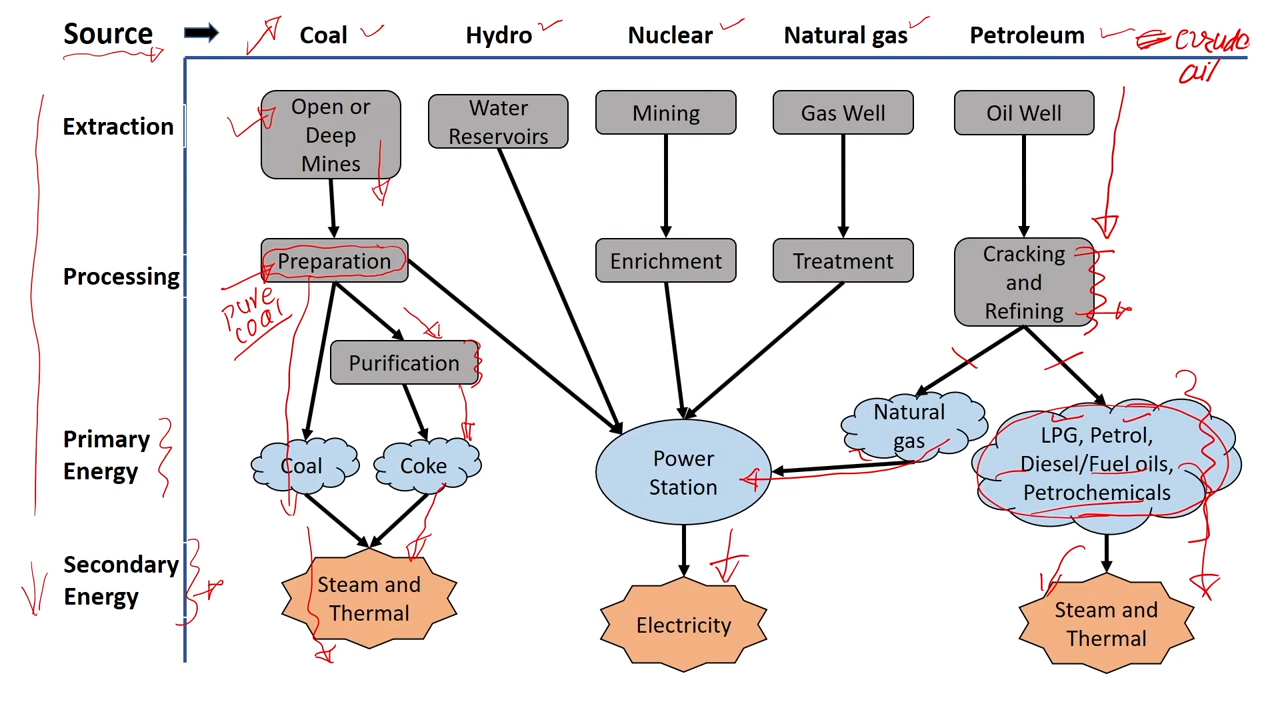 Source
Coal
Hydro
Nuclear
Natural gas
Petroleum
crude
oil
Extraction
Open or
Deep
Mines
Water
Reservoirs
Mining
Gas Well
Oil Well
Processing
Preparation
Enrichment
Treatment
Cracking
and
Refining
pure
coal
Purification
Primary
Energy
Coal
Coke
Power
Station
Natural
gas
LPG, Petrol,
Diesel/Fuel oils,
Petrochemicals
Secondary
Energy
Steam and
Thermal
Electricity
Steam and
Thermal